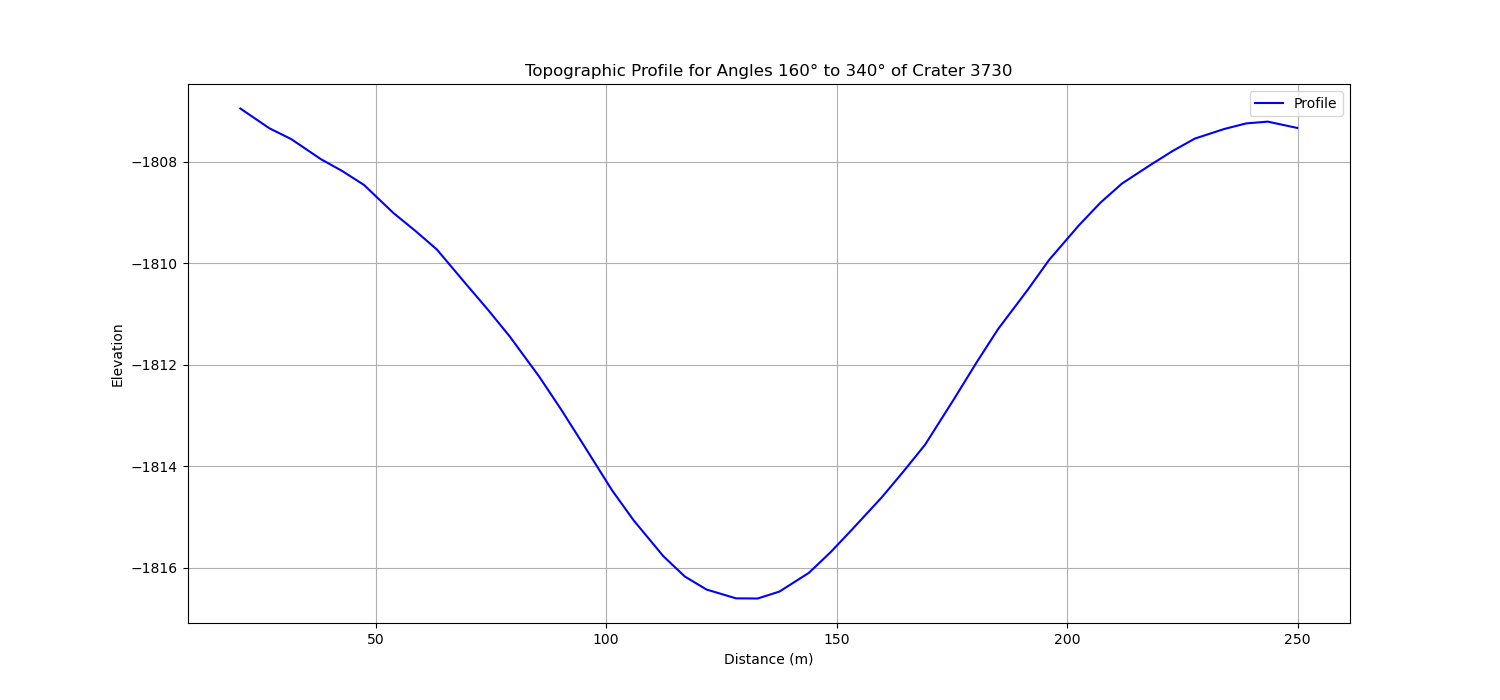 Topographic Profile for Angles 160° to 340° of Crater 3730
Profile
−1808
−1810
−1812
−1814
−1816
Elevation
50
100
150
200
250
Distance (m)